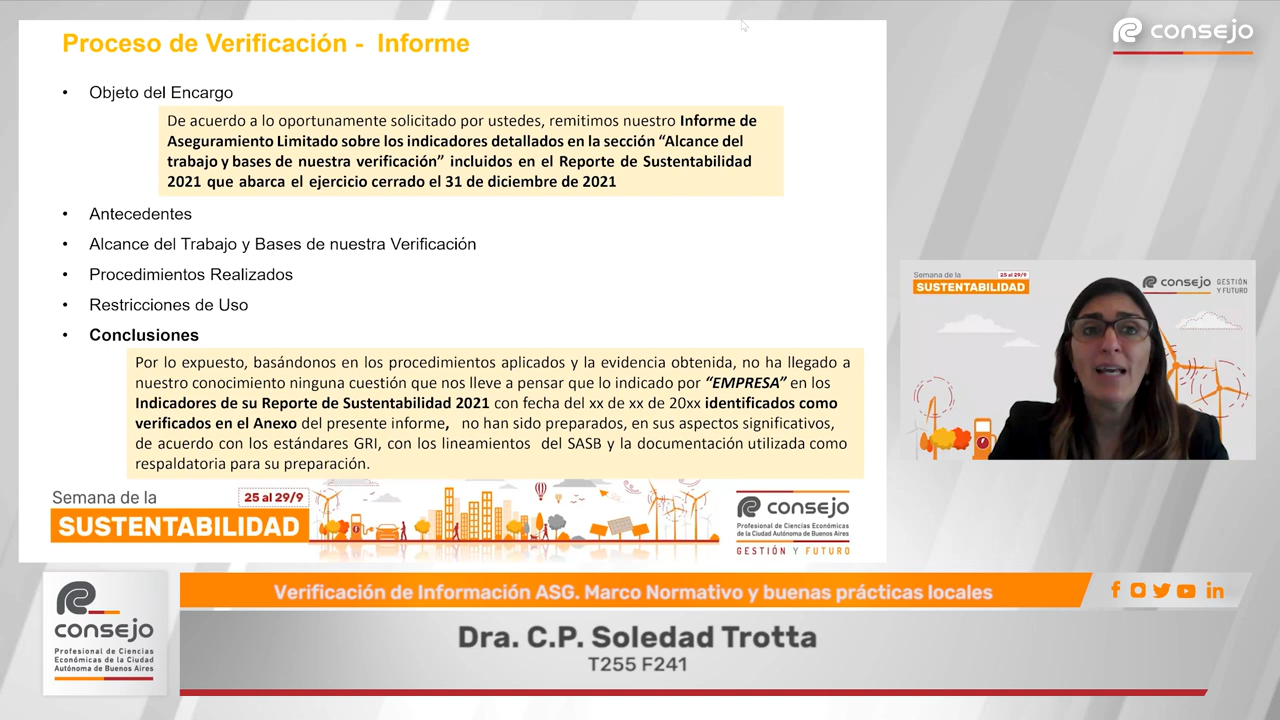 Proceso de Verificación - Informe
• Objeto del Encargo
De acuerdo a lo oportunamente solicitado por ustedes, remitimos nuestro Informe de
Aseguramiento Limitado sobre los indicadores detallados en la sección “Alcance del
trabajo y bases de nuestra verificación” incluidos en el Reporte de Sustentabilidad
2021 que abarca el ejercicio cerrado el 31 de diciembre de 2021
• Antecedentes
• Alcance del Trabajo y Bases de nuestra Verificación
• Procedimientos Realizados
• Restricciones de Uso
• Conclusiones
Por lo expuesto, basándonos en los procedimientos aplicados y la evidencia obtenida, no ha llegado a
nuestro conocimiento ninguna cuestión que nos lleve a pensar que lo indicado por “EMPRESA” en los
Indicadores de su Reporte de Sustentabilidad 2021 con fecha del xx de xx de 20xx identificados como
verificados en el Anexo del presente informe, no han sido preparados, en sus aspectos significativos,
de acuerdo con los estándares GRI, con los lineamientos del SASB y la documentación utilizada como
respaldatoria para su preparación.
Semana de la
25 al 29/9
SUSTENTABILIDAD
consejo
Profesional de Ciencias Económicas
de la Ciudad Autónoma de Buenos Aires
GESTIÓN Y FUTURO
consejo
Semana de la
25 al 29/9
SUSTENTABILIDAD
consejo
GESTIÓN
Y FUTURO
consejo
Profesional de Ciencias
Económicas de la Ciudad
Autónoma de Buenos Aires
Verificación de Información ASG. Marco Normativo y buenas prácticas locales
Dra. C.P. Soledad Trotta
T255 F241